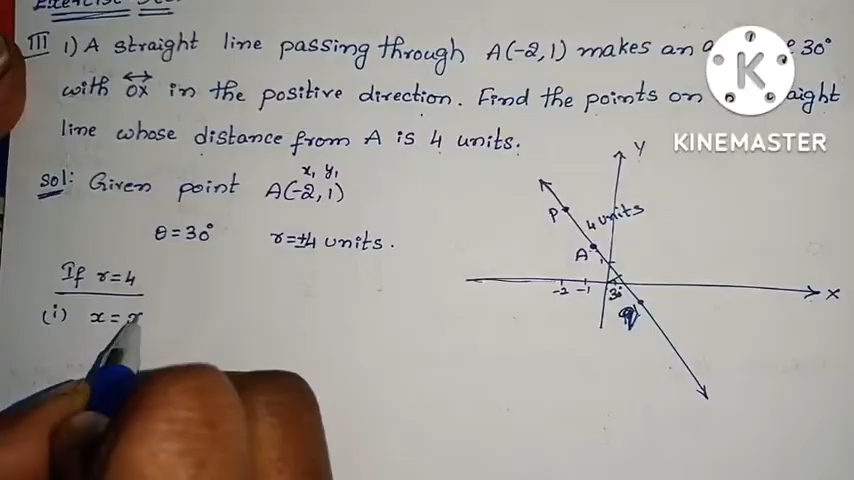 Exercise
III 1) A straight line passing through A(-2,1) makes an 30°
with OX in the positive direction. Find the points on
line whose distance from A is 4 units.
Sol: Given point A(-2,1)
x₁ y₁
θ=30° r=±4 units.
If r=4
(i) x=x
Y
P
4 units
A
1
-2 -1 30° X
Q
K
KINEMASTER